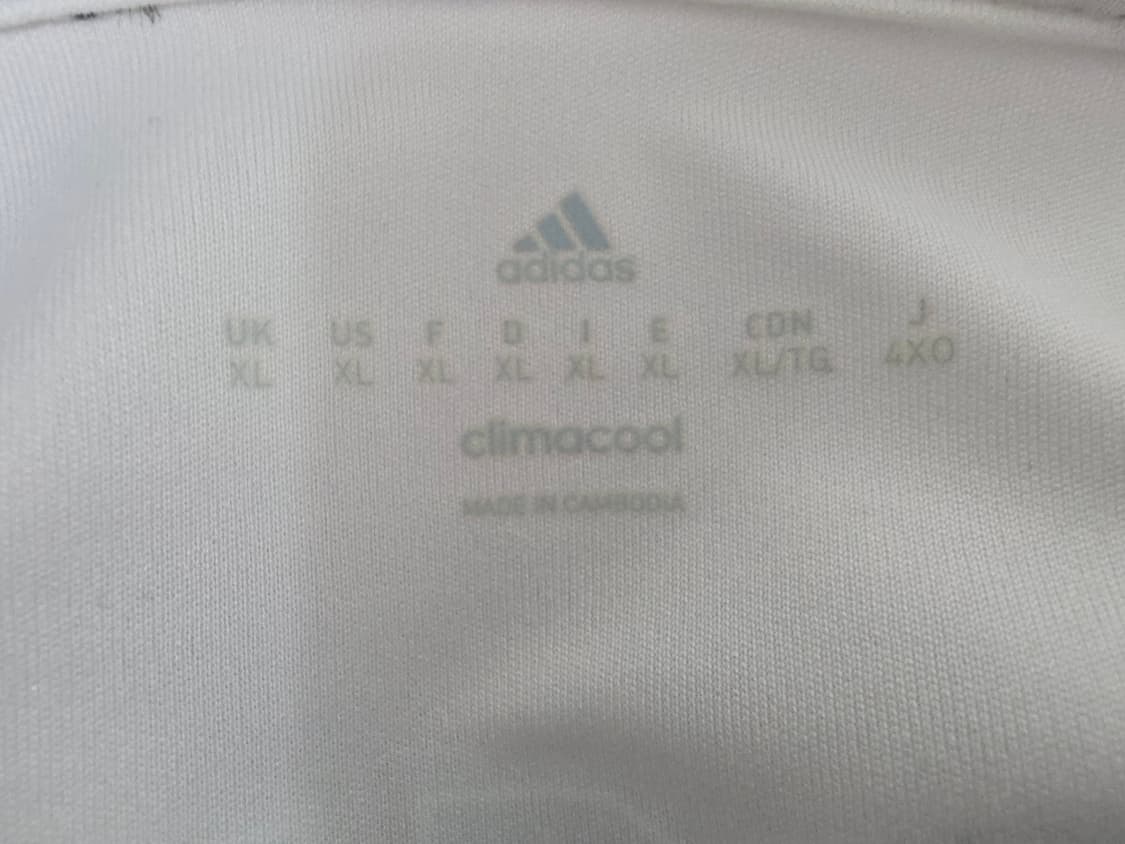 adidas
UK US F D I E CDN J
XL XL XL XL XL XL XL/TG 4XO
climacool
MADE IN CAMBODIA